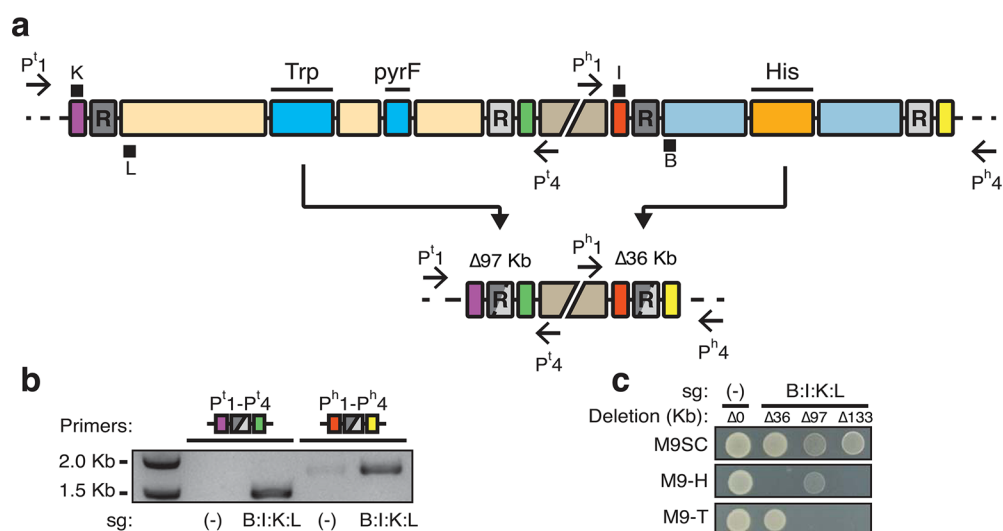 a
Pt1 K Trp pyrF Ph1 I His
R R R R
L Pt4 B Ph4
Pt1 Δ97 Kb Ph1 Δ36 Kb
R R
Pt4 Ph4
b
Primers: Pt1-Pt4 Ph1-Ph4
2.0 Kb
1.5 Kb
sg: (-) B:I:K:L (-) B:I:K:L
c
sg: (-) B:I:K:L
Deletion (Kb): Δ0 Δ36 Δ97 Δ133
M9SC
M9-H
M9-T